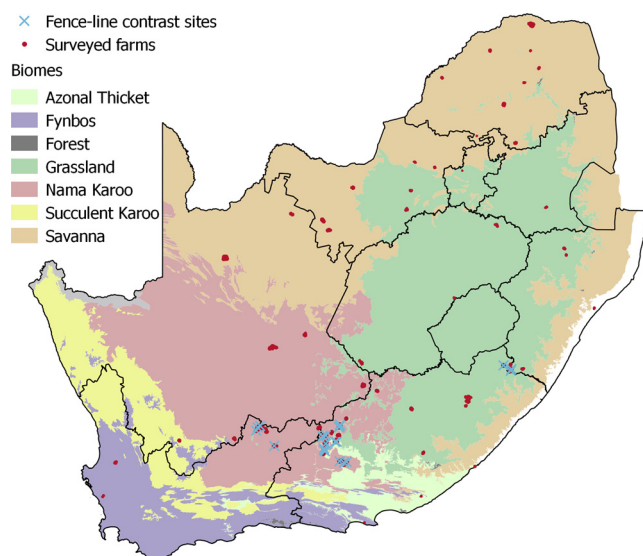 Fence-line contrast sites
Surveyed farms
Biomes
Azonal Thicket
Fynbos
Forest
Grassland
Nama Karoo
Succulent Karoo
Savanna